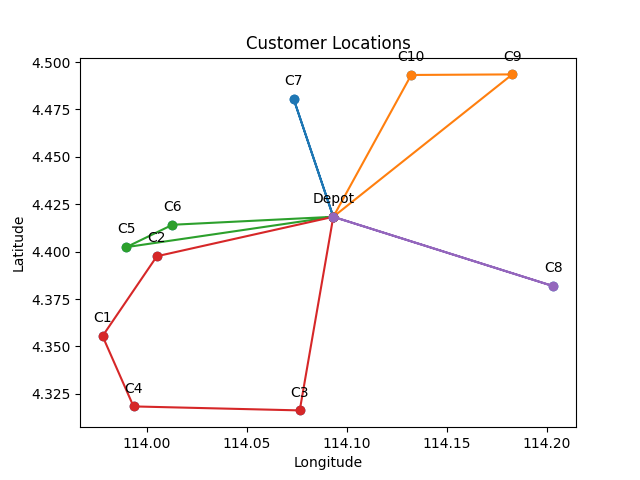 Customer Locations
4.500
4.475
4.450
4.425
4.400
4.375
4.350
4.325
Latitude
C10
C9
C7
Depot
C6
C5
C2
C8
C1
C4
C3
114.00
114.05
114.10
114.15
114.20
Longitude